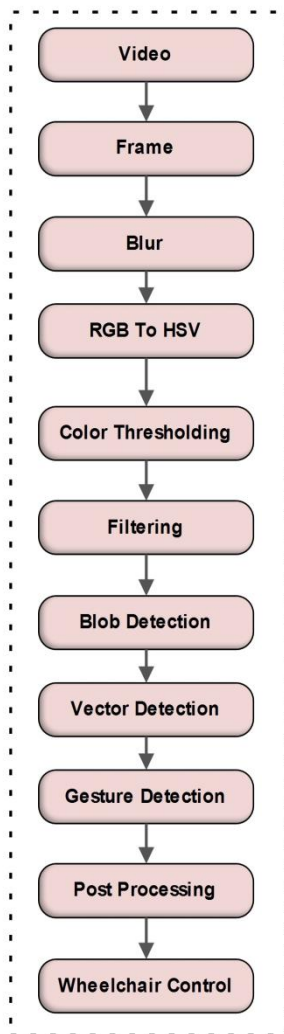 Video
Frame
Blur
RGB To HSV
Color Thresholding
Filtering
Blob Detection
Vector Detection
Gesture Detection
Post Processing
Wheelchair Control